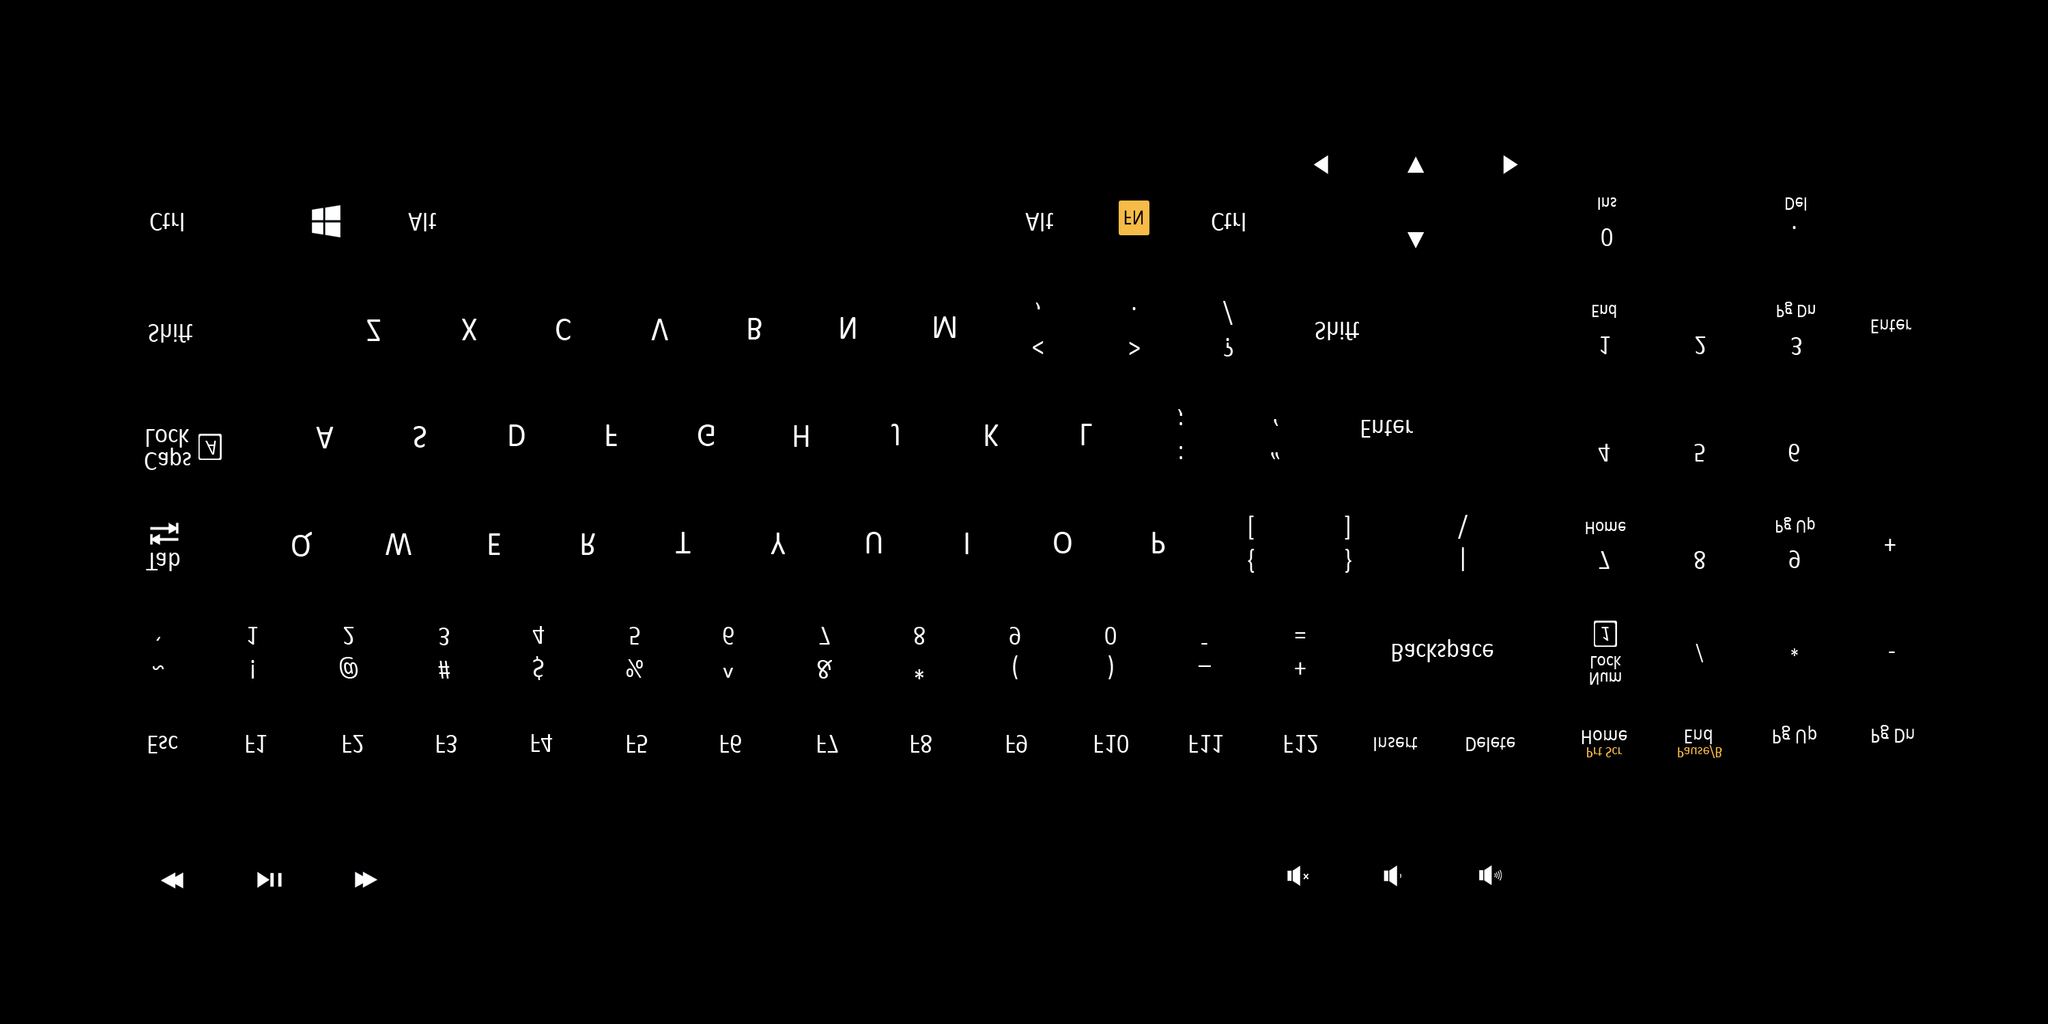 Ctrl Alt Alt FN Ctrl Ins Del
0 .
Shift Z X C V B N M , . / Shift End Pg Dn Enter
< > ? 1 2 3
Lock A S D F G H J K L ; ' Enter
Caps A : " 4 5 6
Tab Q W E R T Y U I O P [ ] \ Home Pg Up +
{ } | 7 8 9
` 1 2 3 4 5 6 7 8 9 0 - = Backspace 1 / * -
~ ! @ # $ % ^ & * ( ) _ + Lock
Num
Esc F1 F2 F3 F4 F5 F6 F7 F8 F9 F10 F11 F12 Insert Delete Home End Pg Up Pg Dn
Prt Scr Pause/B